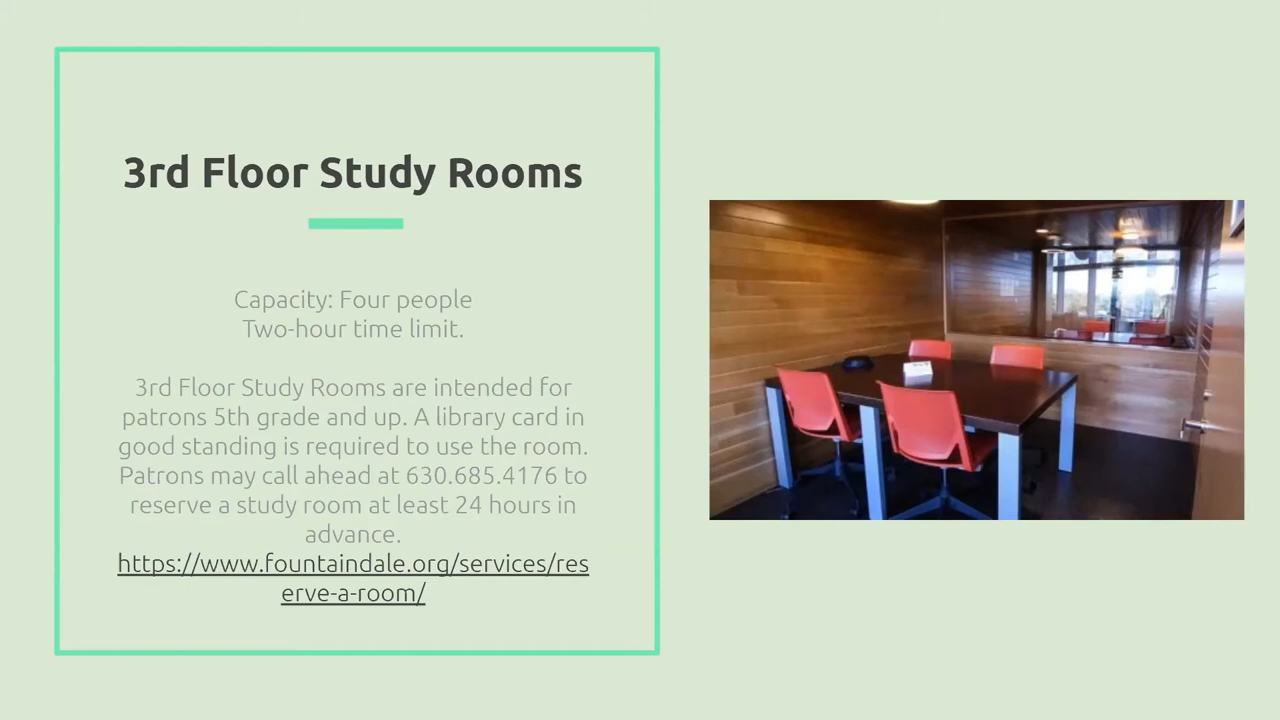 3rd Floor Study Rooms
Capacity: Four people
Two-hour time limit.
3rd Floor Study Rooms are intended for
patrons 5th grade and up. A library card in
good standing is required to use the room.
Patrons may call ahead at 630.685.4176 to
reserve a study room at least 24 hours in
advance.
https://www.fountaindale.org/services/res
erve-a-room/